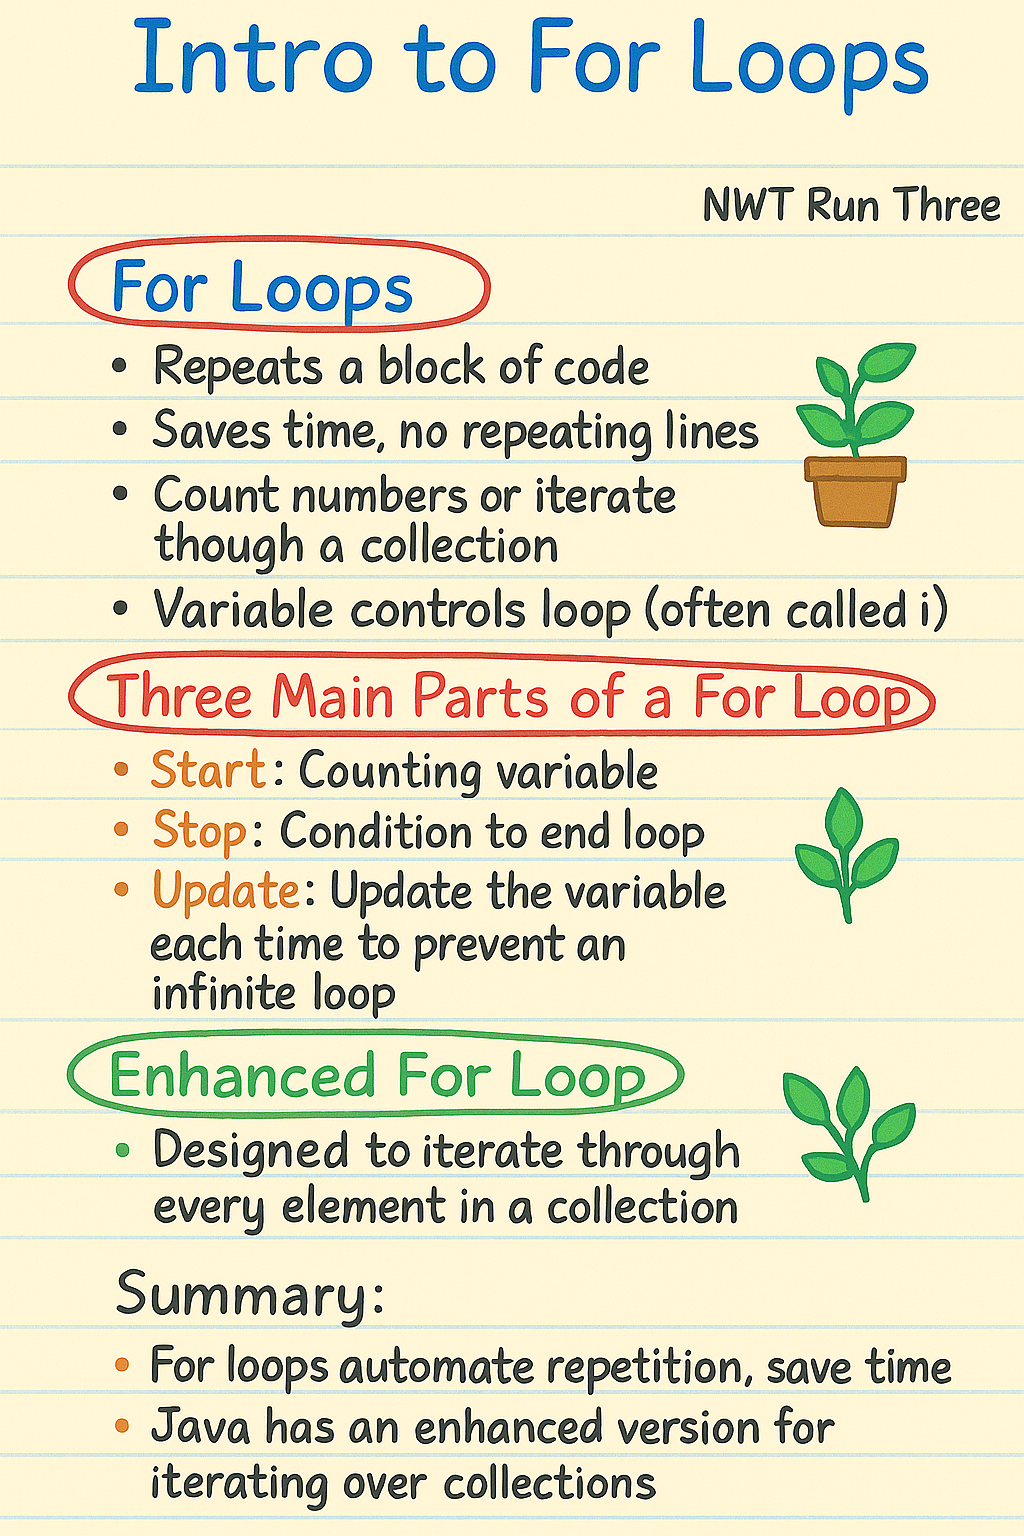 Intro to For Loops
NWT Run Three
For Loops
• Repeats a block of code
• Saves time, no repeating lines
• Count numbers or iterate
though a collection
• Variable controls loop (often called i)
Three Main Parts of a For Loop
• Start: Counting variable
• Stop: Condition to end loop
• Update: Update the variable
each time to prevent an
infinite loop
Enhanced For Loop
• Designed to iterate through
every element in a collection
Summary:
• For loops automate repetition, save time
• Java has an enhanced version for
iterating over collections